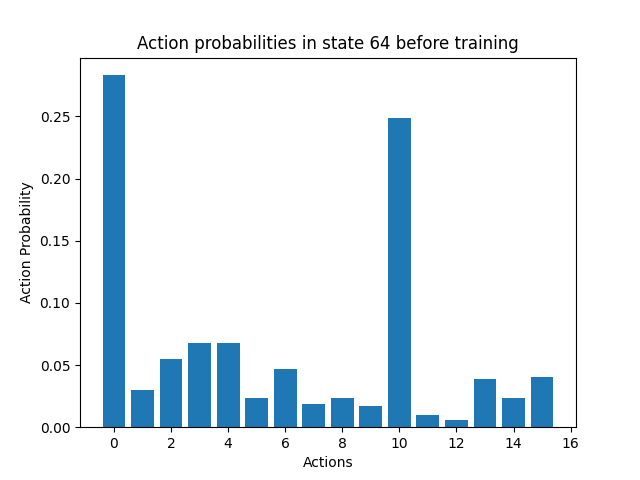 Action probabilities in state 64 before training
Action Probability
0.25
0.20
0.15
0.10
0.05
0.00
0 2 4 6 8 10 12 14 16
Actions